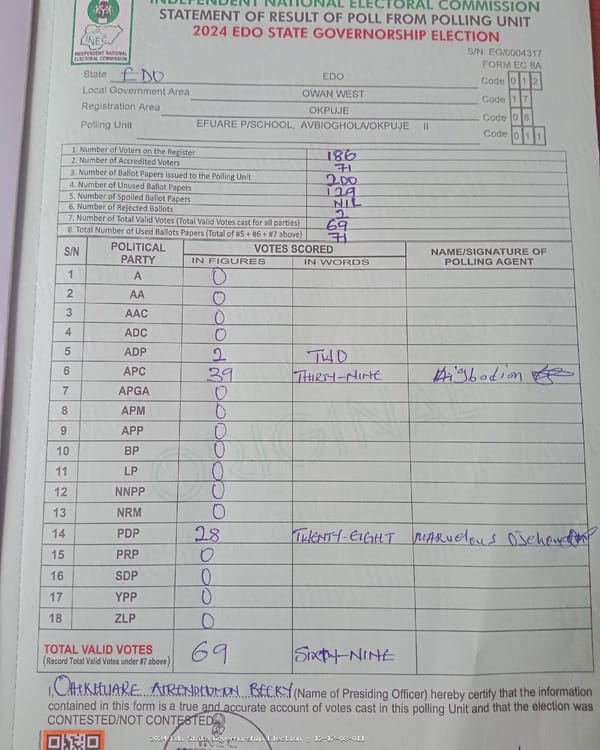 INDEPENDENT NATIONAL ELECTORAL COMMISSION
STATEMENT OF RESULT OF POLL FROM POLLING UNIT
2024 EDO STATE GOVERNORSHIP ELECTION
INEC
INDEPENDENT NATIONAL
ELECTORAL COMMISSION
S/N: EG/0004317
FORM EC 8A
State EDO EDO Code 0 1 2
Local Government Area OWAN WEST Code 1 7
Registration Area OKPUJE Code 0 8
Polling Unit EFUARE P/SCHOOL, AVBIOGHOLA/OKPUJE II Code 0 1 1
1. Number of Voters on the Register 186
2. Number of Accredited Voters 71
3. Number of Ballot Papers Issued to the Polling Unit 200
4. Number of Unused Ballot Papers 129
5. Number of Spoiled Ballot Papers NIL
6. Number of Rejected Ballots 2
7. Number of Total Valid Votes (Total Valid Votes cast for all parties) 69
8. Total Number of Used Ballots Papers (Total of #5 + #6 + #7 above) 71
S/N POLITICAL PARTY VOTES SCORED NAME/SIGNATURE OF POLLING AGENT
IN FIGURES IN WORDS
1 A 0
2 AA 0
3 AAC 0
4 ADC 0
5 ADP 2 TWO
6 APC 39 THIRTY-NINE
7 APGA 0
8 APM 0
9 APP 0
10 BP 0
11 LP 0
12 NNPP 0
13 NRM 0
14 PDP 28 TWENTY-EIGHT MARVELOUS
15 PRP 0
16 SDP 0
17 YPP 0
18 ZLP 0
ORIGINAL
TOTAL VALID VOTES 69 SIXTY-NINE
(Record Total Valid Votes under #7 above)
I, OHIKHUARE BECKY (Name of Presiding Officer) hereby certify that the information
contained in this form is a true and accurate account of votes cast in this polling Unit and that the election was
CONTESTED/NOT CONTESTED
INEC
2024 Edo State Governorship Election : 12-17-08-011